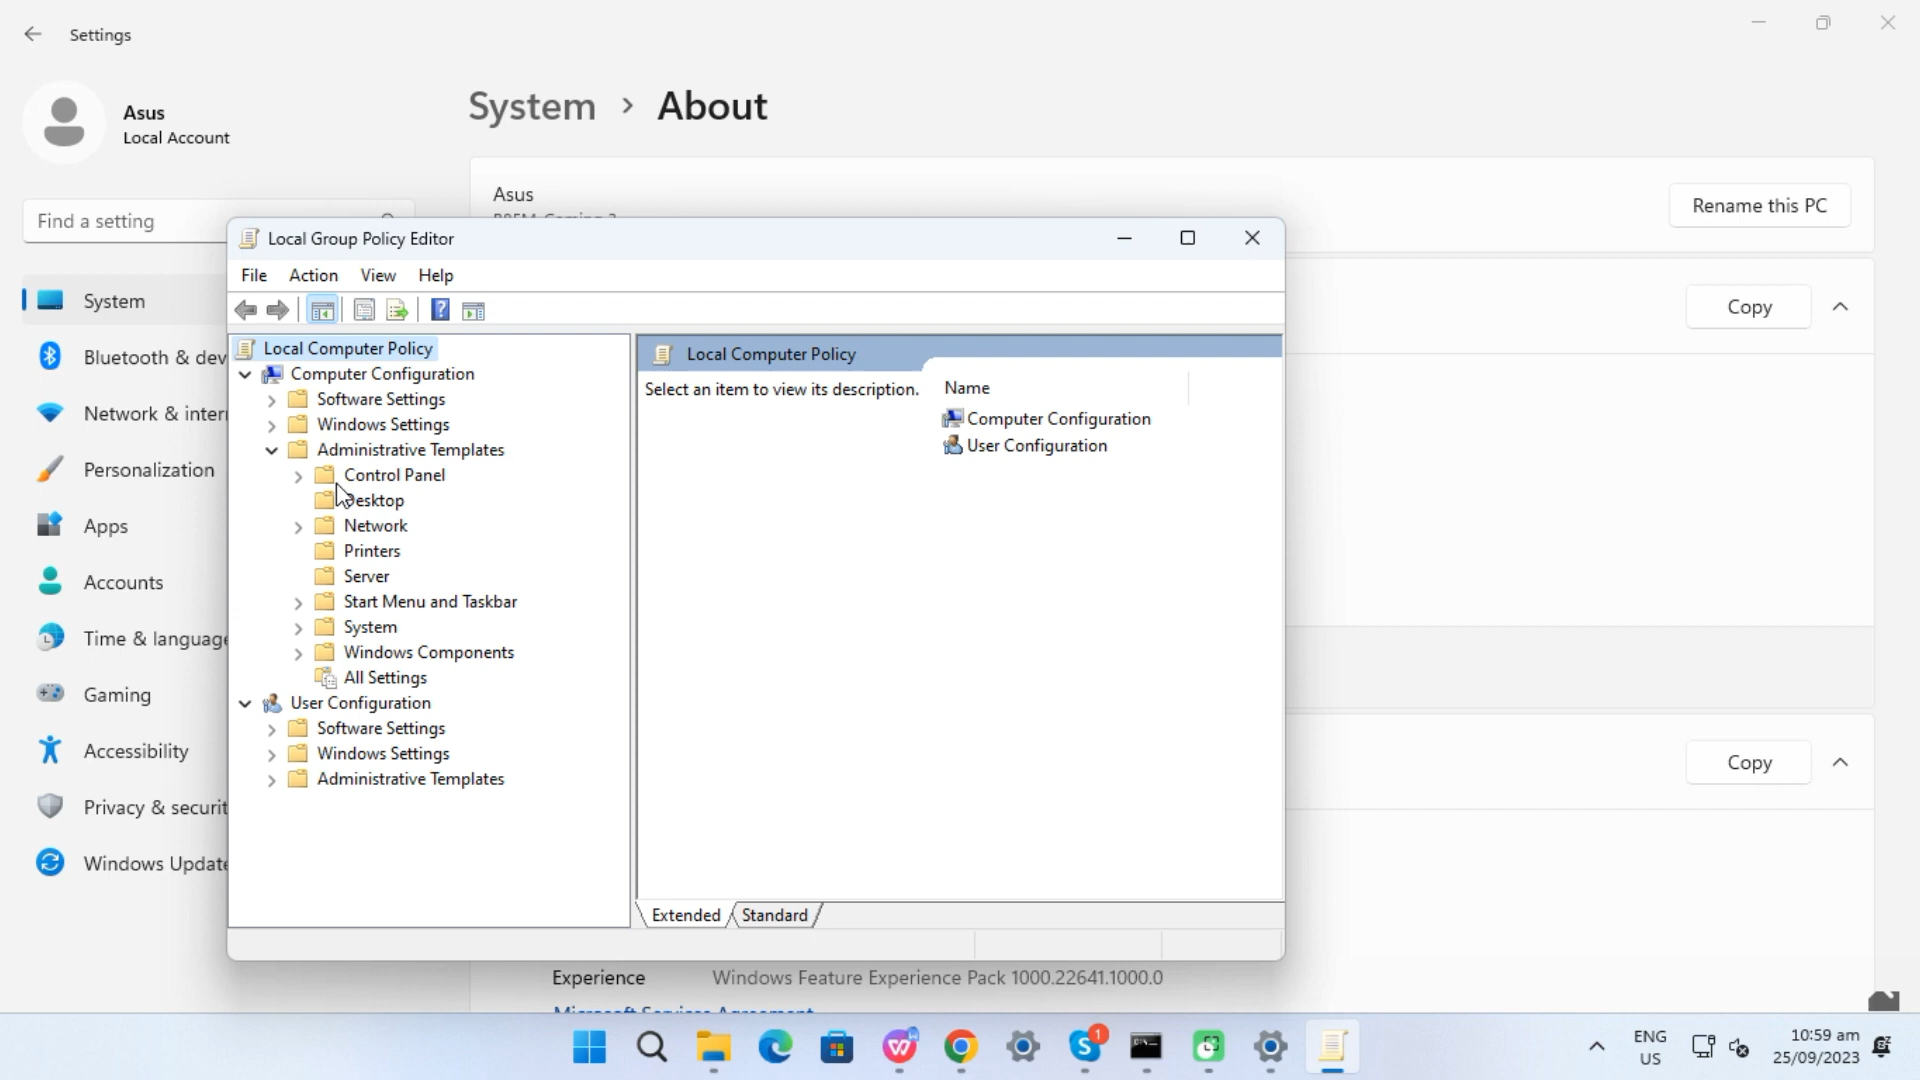 Settings
Asus
Local Account
Find a setting
System
Bluetooth & dev
Network & inter
Personalization
Apps
Accounts
Time & language
Gaming
Accessibility
Privacy & securit
Windows Update
System > About
Asus
Rename this PC
Copy
Copy
Experience Windows Feature Experience Pack 1000.22641.1000.0
Microsoft Services Agreement
Local Group Policy Editor
File Action View Help
Local Computer Policy
Computer Configuration
Software Settings
Windows Settings
Administrative Templates
Control Panel
Desktop
Network
Printers
Server
Start Menu and Taskbar
System
Windows Components
All Settings
User Configuration
Software Settings
Windows Settings
Administrative Templates
Local Computer Policy
Select an item to view its description.
Name
Computer Configuration
User Configuration
Extended Standard
1
ENG
US
10:59 am
25/09/2023